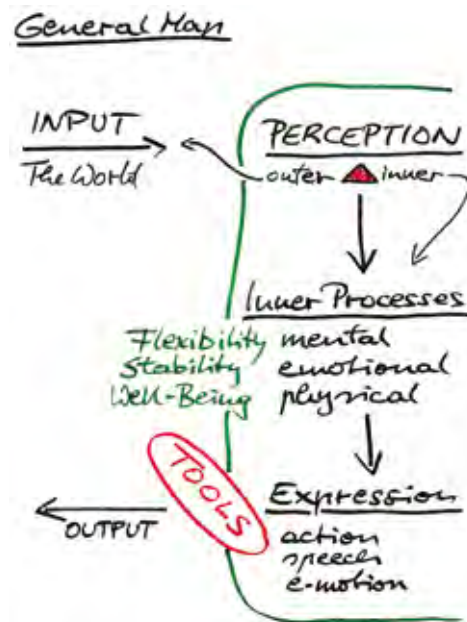 General Map
INPUT
The World
PERCEPTION
outer inner
Inner Processes
Flexibility mental
Stability emotional
Well-Being physical
TOOLS
Expression
OUTPUT
action
speech
e-motion